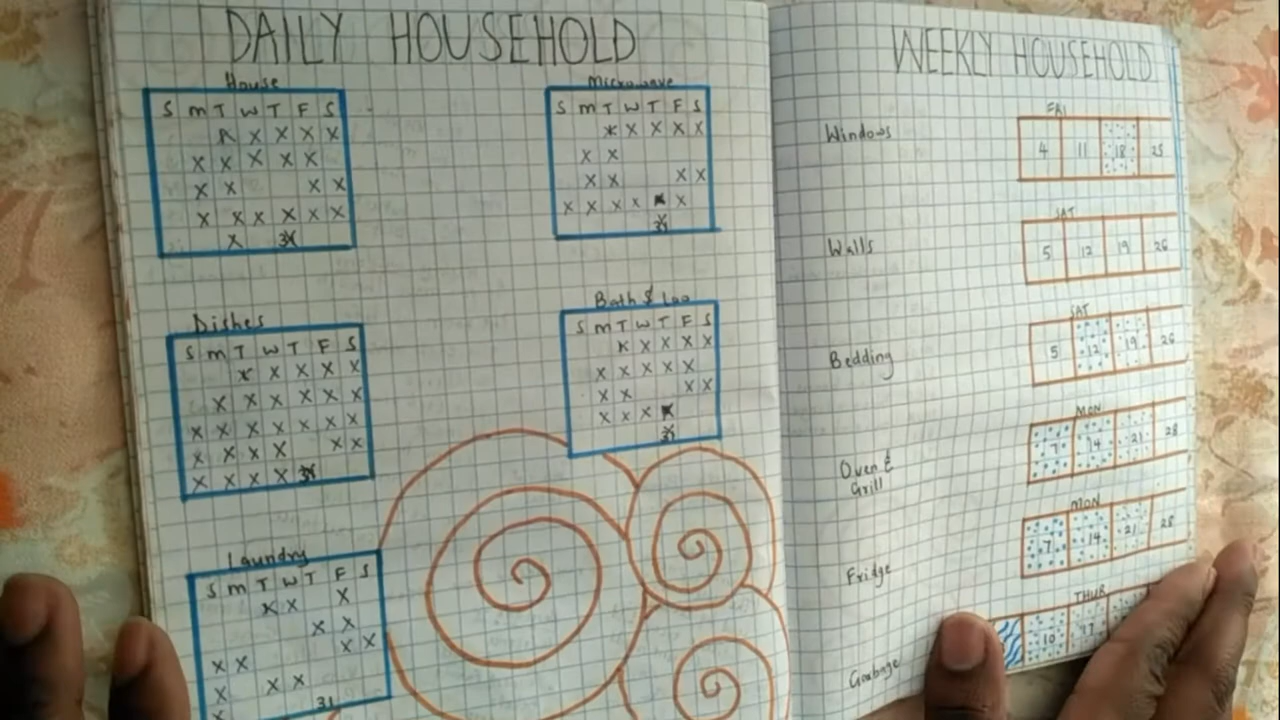 DAILY HOUSEHOLD
House
S M T W T F S
X X X X X
X X X X X
X X X X
X X X X X X
X 31
Microwave
S M T W T F S
X X X X X
X X
X X X X
X X X X X X
31
Dishes
S M T W T F S
X X X X X
X X X X X X
X X X X X X X
X X X X X X
X X X X 31
Bath & Loo
S M T W T F S
X X X X X
X X X X X
X X X X
X X X X
31
Laundry
S M T W T F S
X X X
X X
X X
X X
X X X
X 31
WEEKLY HOUSEHOLD
FRI
Windows 4 11 18 25
SAT
Walls 5 12 19 26
SAT
Bedding 5 12 19 26
MON
Oven & 7 14 21 28
Grill
MON
Fridge 7 14 21 28
THUR
Garbage 10 17